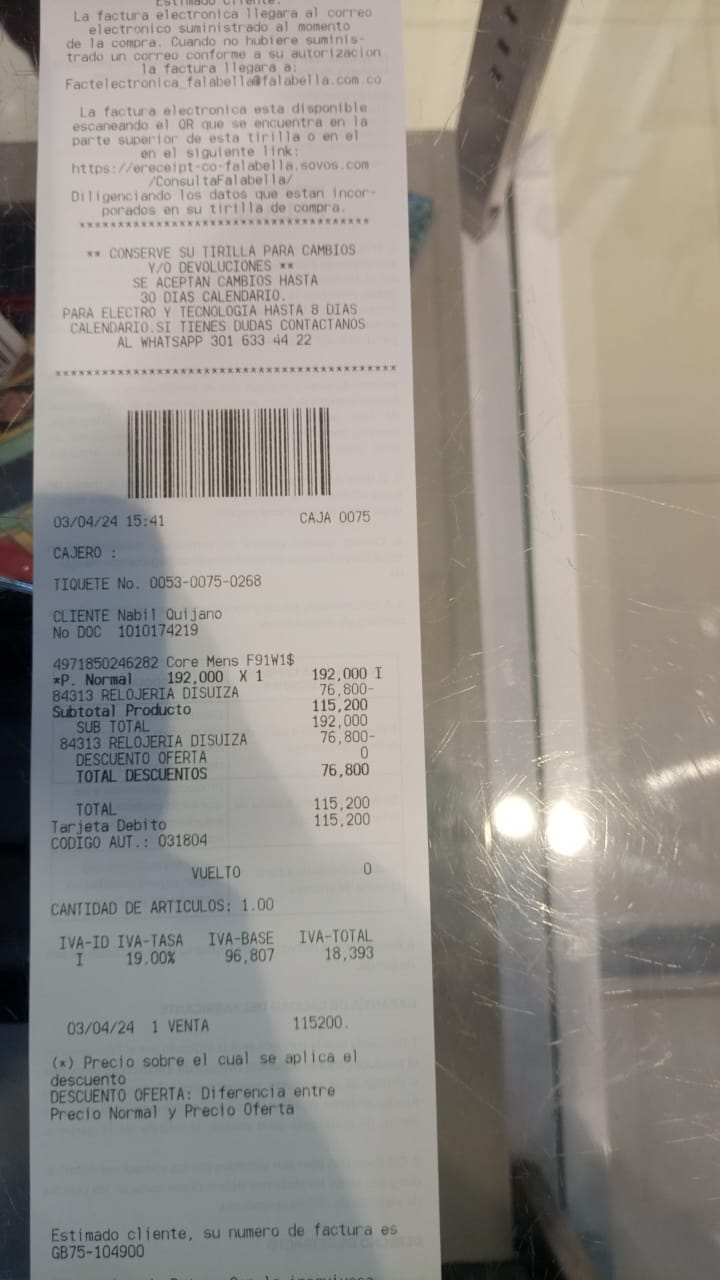 Estimado Cliente:
La factura electronica llegara al correo
electronico suministrado al momento
de la compra. Cuando no hubiere suminis-
trado un correo conforme a su autorizacion
la factura llegara a:
Factelectronica_falabella@falabella.com.co
La factura electronica esta disponible
escaneando el QR que se encuentra en la
parte superior de esta tirilla o en el
en el siguiente link:
https://ereceipt-co-falabella.sovos.com
/ConsultaFalabella/
Diligenciando los datos que estan incor-
porados en su tirilla de compra.
** CONSERVE SU TIRILLA PARA CAMBIOS
Y/O DEVOLUCIONES **
SE ACEPTAN CAMBIOS HASTA
30 DIAS CALENDARIO.
PARA ELECTRO Y TECNOLOGIA HASTA 8 DIAS
CALENDARIO.SI TIENES DUDAS CONTACTANOS
AL WHATSAPP 301 633 44 22
03/04/24 15:41 CAJA 0075
CAJERO :
TIQUETE No. 0053-0075-0268
CLIENTE Nabil Quijano
No DOC 1010174219
4971850246282 Core Mens F91W1$
*P. Normal 192,000 X 1 192,000 I
84313 RELOJERIA DISUIZA 76,800-
Subtotal Producto 115,200
SUB TOTAL 192,000
84313 RELOJERIA DISUIZA 76,800-
DESCUENTO OFERTA 0
TOTAL DESCUENTOS 76,800
TOTAL 115,200
Tarjeta Debito 115,200
CODIGO AUT.: 031804
VUELTO 0
CANTIDAD DE ARTICULOS: 1.00
IVA-ID IVA-TASA IVA-BASE IVA-TOTAL
I 19.00% 96,807 18,393
03/04/24 1 VENTA 115200.
(*) Precio sobre el cual se aplica el
descuento
DESCUENTO OFERTA: Diferencia entre
Precio Normal y Precio Oferta
Estimado cliente, su numero de factura es
GB75-104900